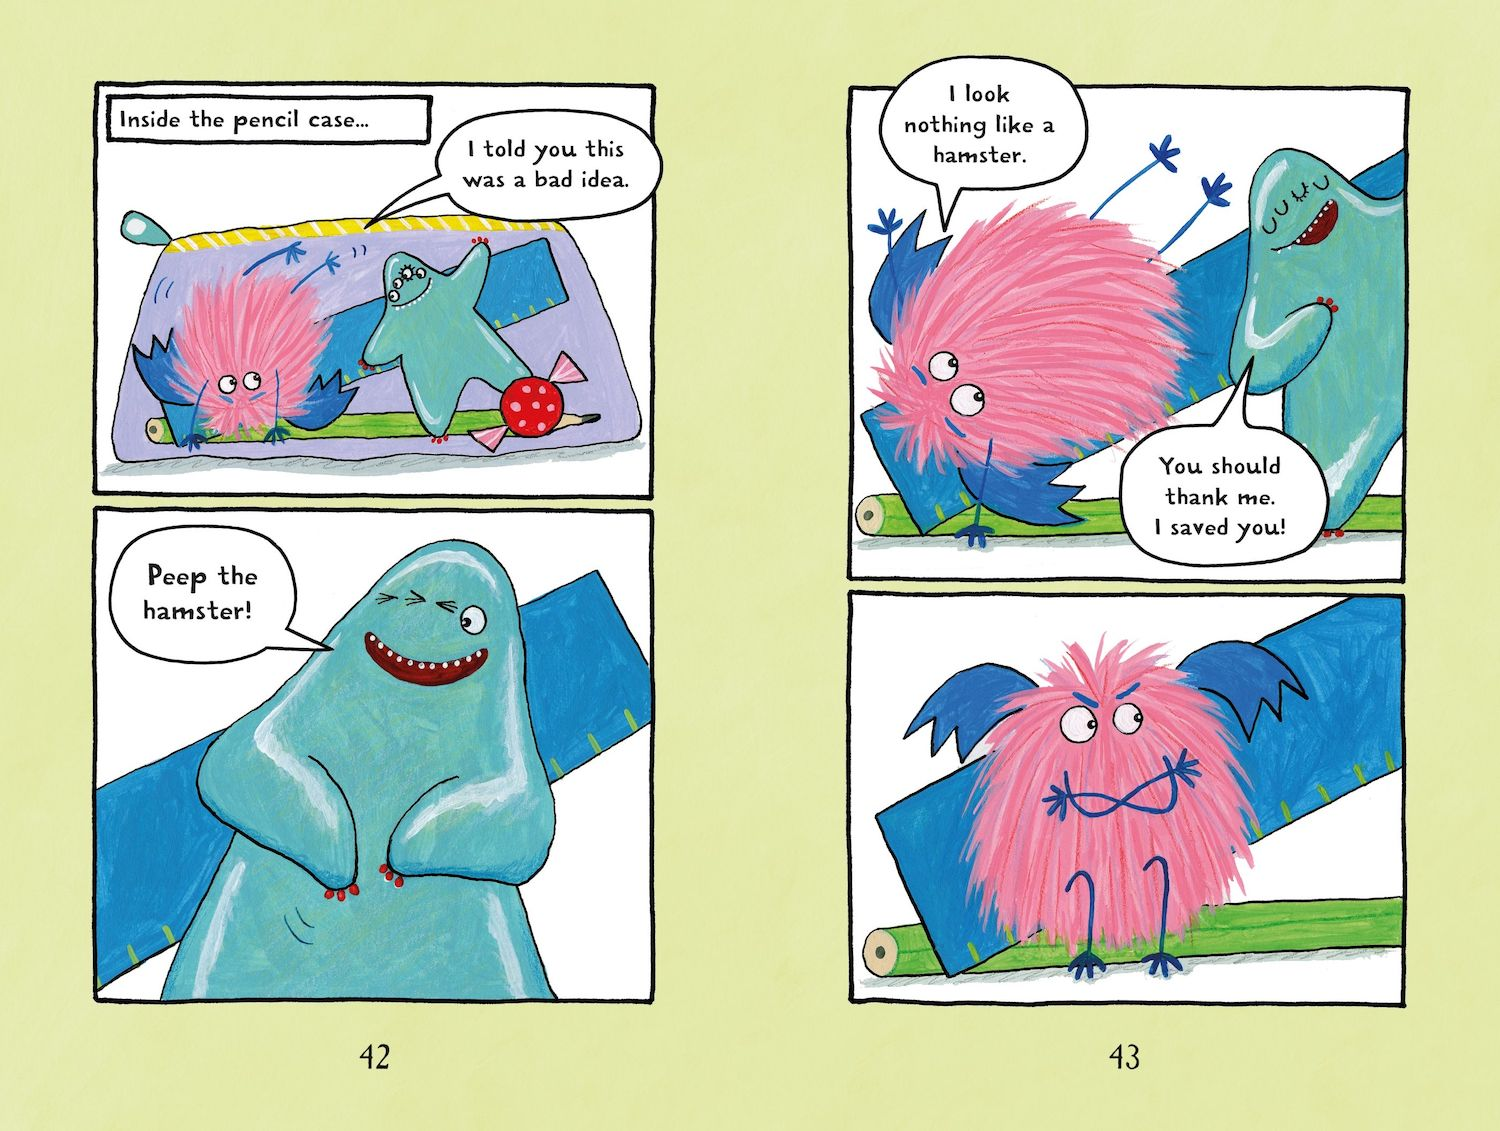 Inside the pencil case...
I told you this
was a bad idea.
Peep the
hamster!
42
I look
nothing like a
hamster.
You should
thank me.
I saved you!
43